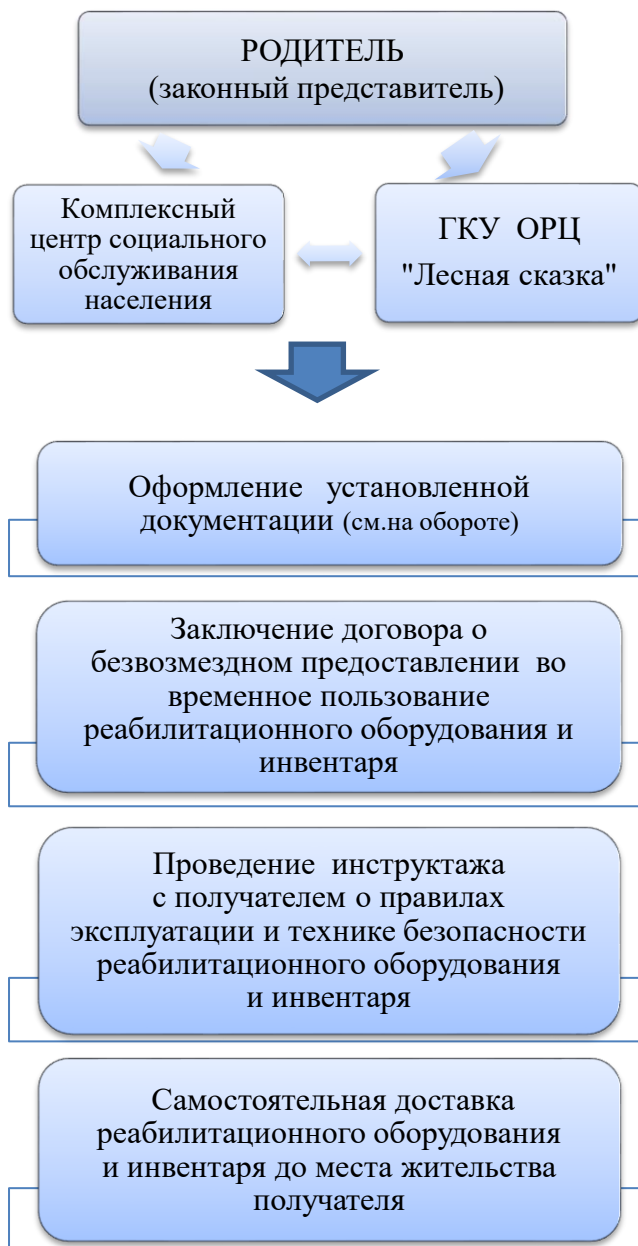 РОДИТЕЛЬ
(законный представитель)
Комплексный
центр социального
обслуживания
населения
ГКУ ОРЦ
"Лесная сказка"
Оформление установленной
документации (см.на обороте)
Заключение договора о
безвозмездном предоставлении во
временное пользование
реабилитационного оборудования и
инвентаря
Проведение инструктажа
с получателем о правилах
эксплуатации и технике безопасности
реабилитационного оборудования
и инвентаря
Самостоятельная доставка
реабилитационного оборудования
и инвентаря до места жительства
получателя